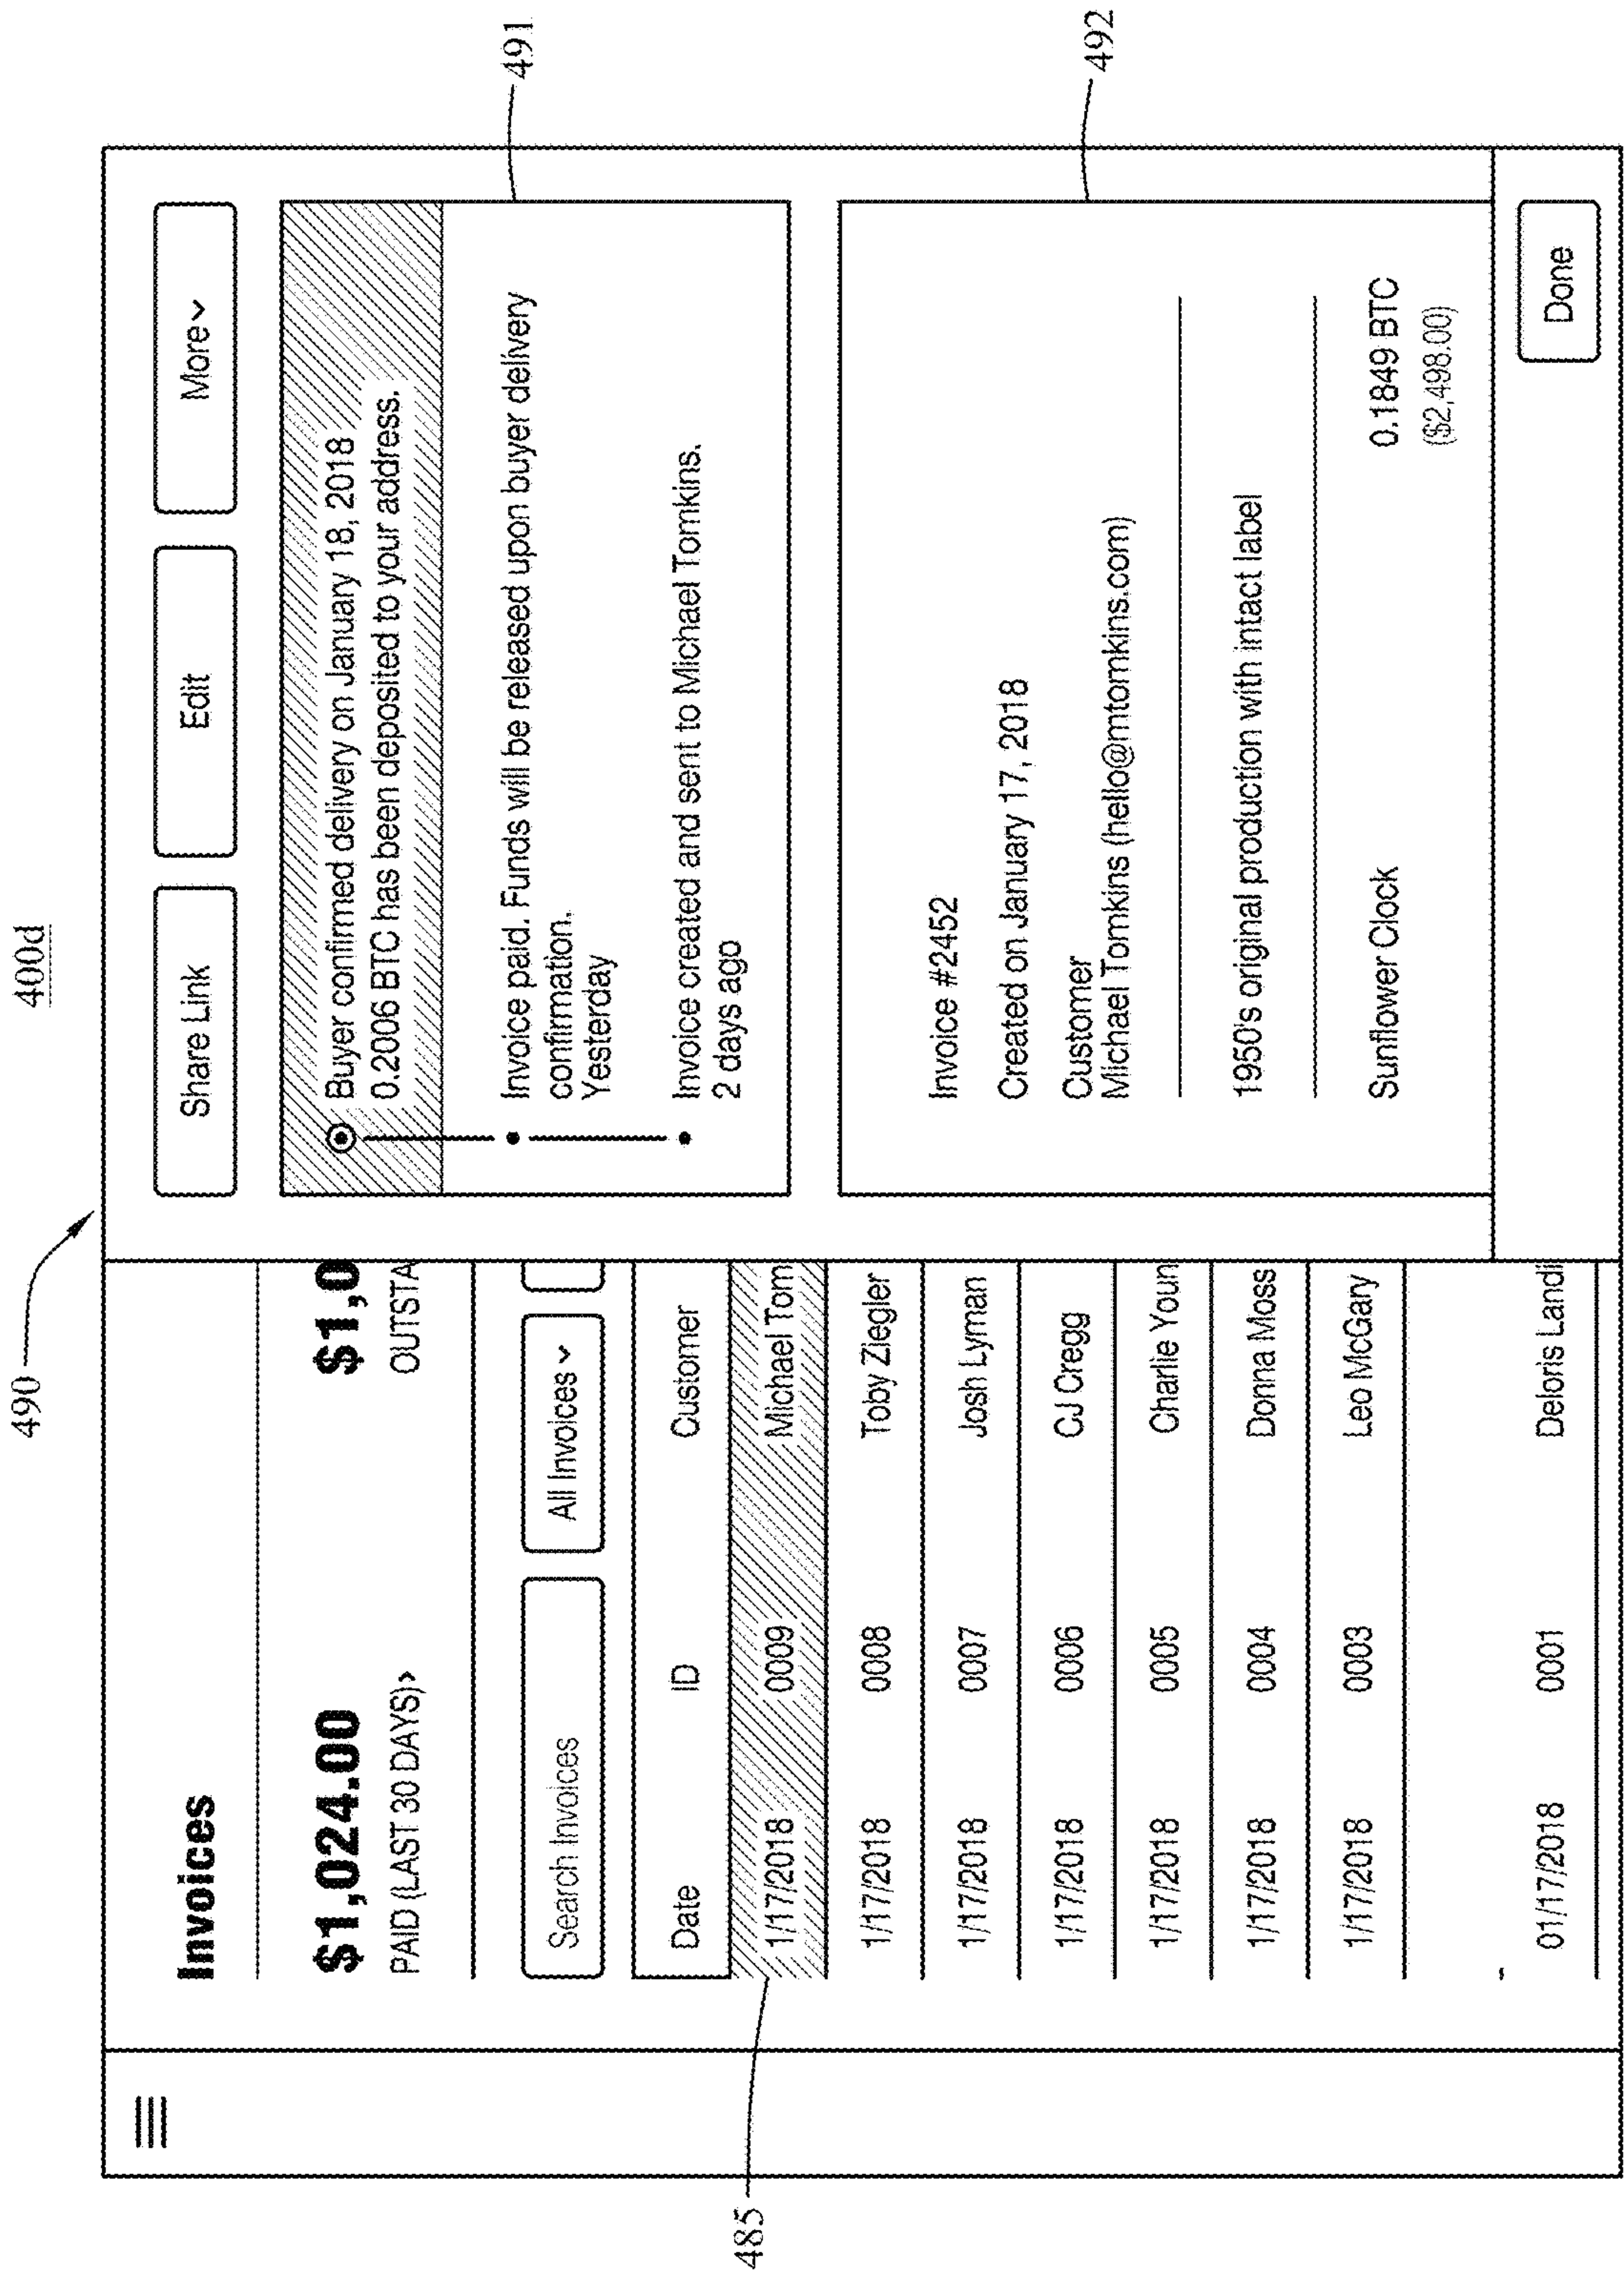 400d
490
Invoices
$1,024.00
PAID (LAST 30 DAYS)
$1,0
OUTSTA
Search Invoices
All Invoices
Date ID Customer
1/17/2018 0009 Michael Tom
1/17/2018 0008 Toby Ziegler
1/17/2018 0007 Josh Lyman
1/17/2018 0006 CJ Cregg
1/17/2018 0005 Charlie Youn
1/17/2018 0004 Donna Moss
1/17/2018 0003 Leo McGary
01/17/2018 0001 Deloris Landi
485
Share Link
Edit
More
Buyer confirmed delivery on January 18, 2018
0.2006 BTC has been deposited to your address.
Invoice paid. Funds will be released upon buyer delivery
confirmation.
Yesterday
Invoice created and sent to Michael Tomkins.
2 days ago
491
Invoice #2452
Created on January 17, 2018
Customer
Michael Tomkins (hello@mtomkins.com)
1950's original production with intact label
Sunflower Clock 0.1849 BTC
($2,498.00)
492
Done